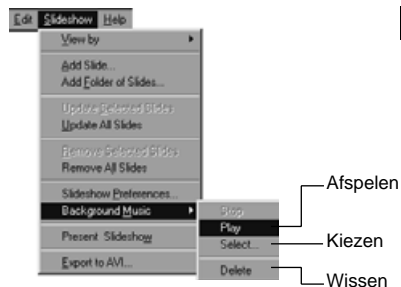 Edit Slideshow Help
View by
Add Slide...
Add Folder of Slides...
Update Selected Slides
Update All Slides
Remove Selected Slides
Remove All Slides
Slideshow Preferences...
Background Music
Present Slideshow
Export to AVI...
Stop
Play
Select...
Delete
Afspelen
Kiezen
Wissen